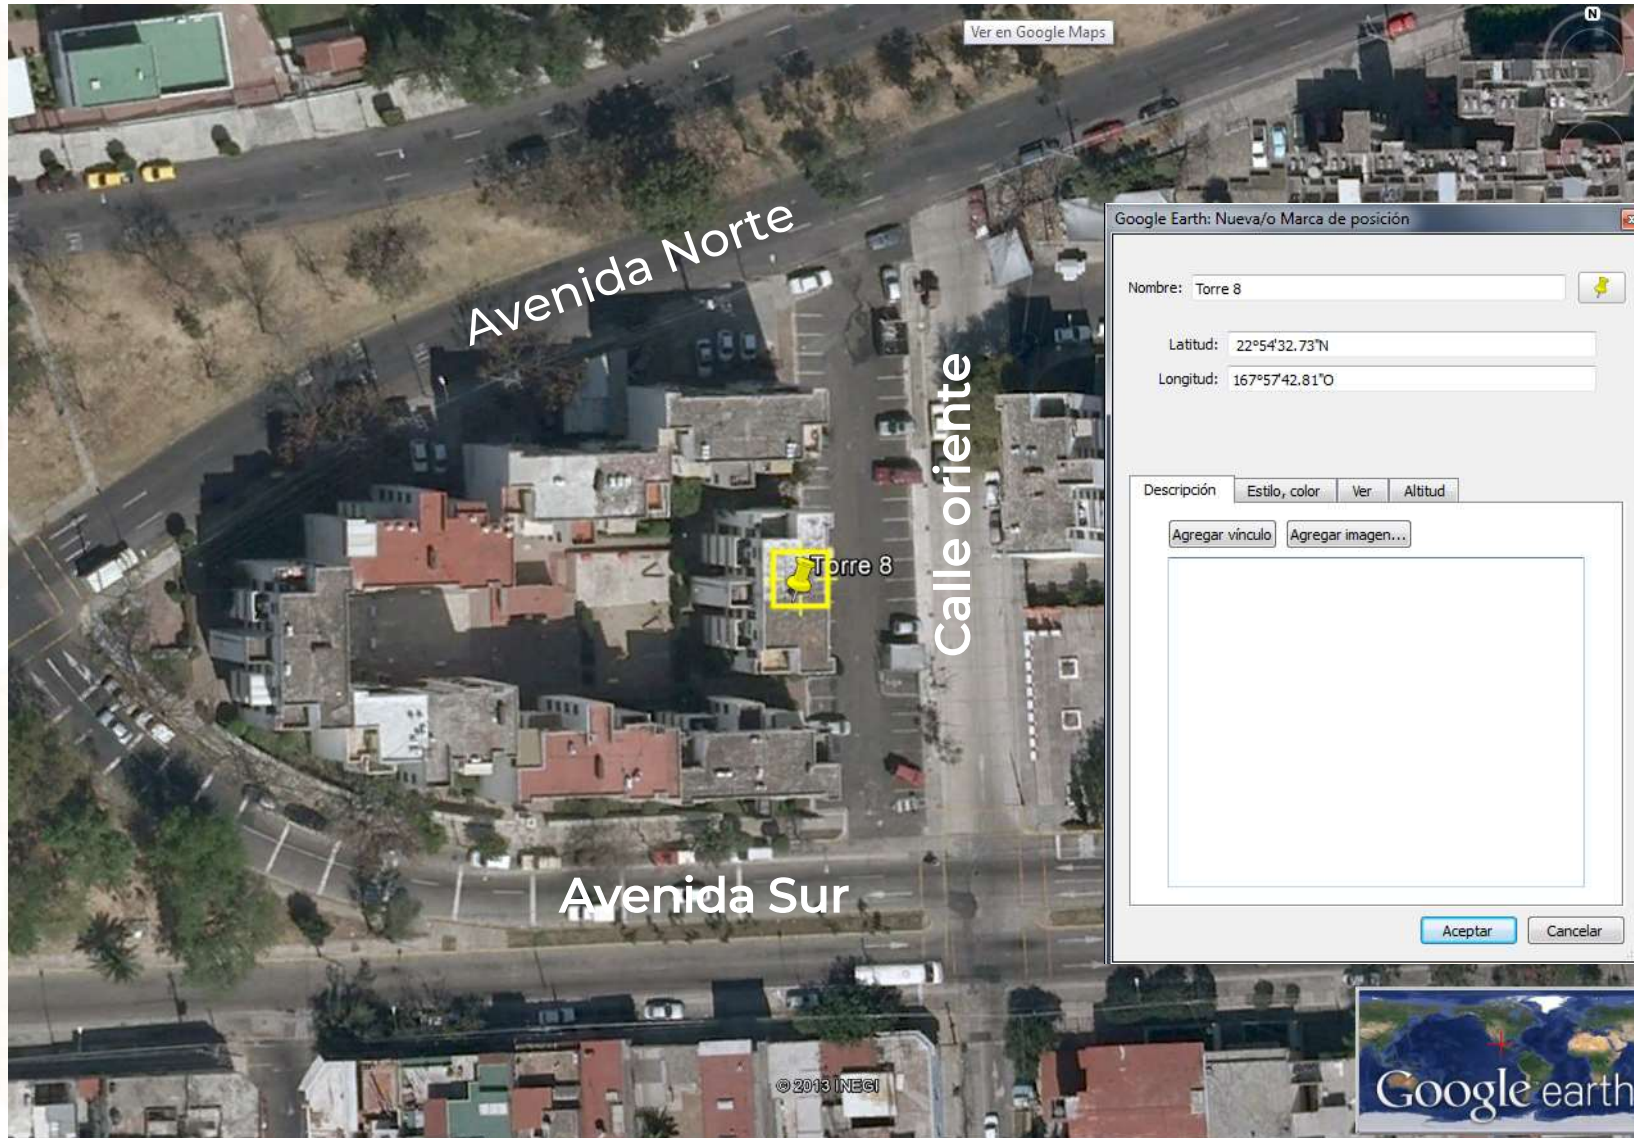 N
Ver en Google Maps
Avenida Norte
Google Earth: Nueva/o Marca de posición
Nombre: Torre 8
Latitud: 22°54'32.73"N
Longitud: 167°57'42.81"O
Calle oriente
Descripción Estilo, color Ver Altitud
Agregar vínculo Agregar imagen...
Torre 8
Avenida Sur
Aceptar Cancelar
© 2013 INEGI
Google earth